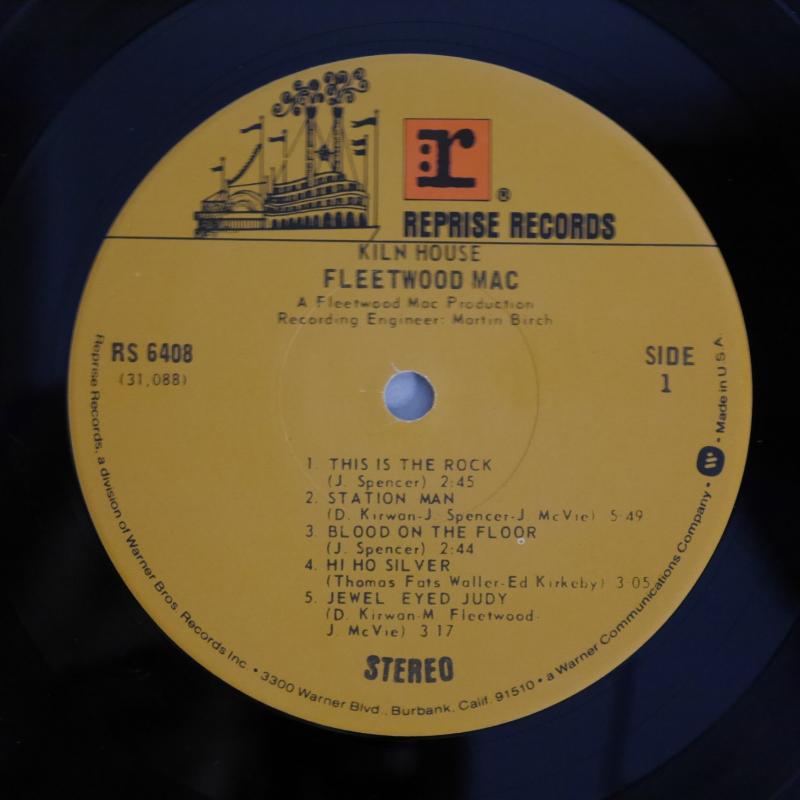 r®
REPRISE RECORDS
KILN HOUSE
FLEETWOOD MAC
A Fleetwood Mac Production
Recording Engineer: Martin Birch
RS 6408
(31,088)
SIDE
1
1. THIS IS THE ROCK
(J. Spencer) 2:45
2. STATION MAN
(D. Kirwan-J. Spencer-J. McVie) 5:49
3. BLOOD ON THE FLOOR
(J. Spencer) 2:44
4. HI HO SILVER
(Thomas Fats Waller-Ed Kirkeby) 3:05
5. JEWEL EYED JUDY
(D. Kirwan-M. Fleetwood-
J. McVie) 3:17
STEREO
Reprise Records, a division of Warner Bros. Records Inc. • 3300 Warner Blvd., Burbank, Calif. 91510 • a Warner Communications Company • Made in U.S.A.